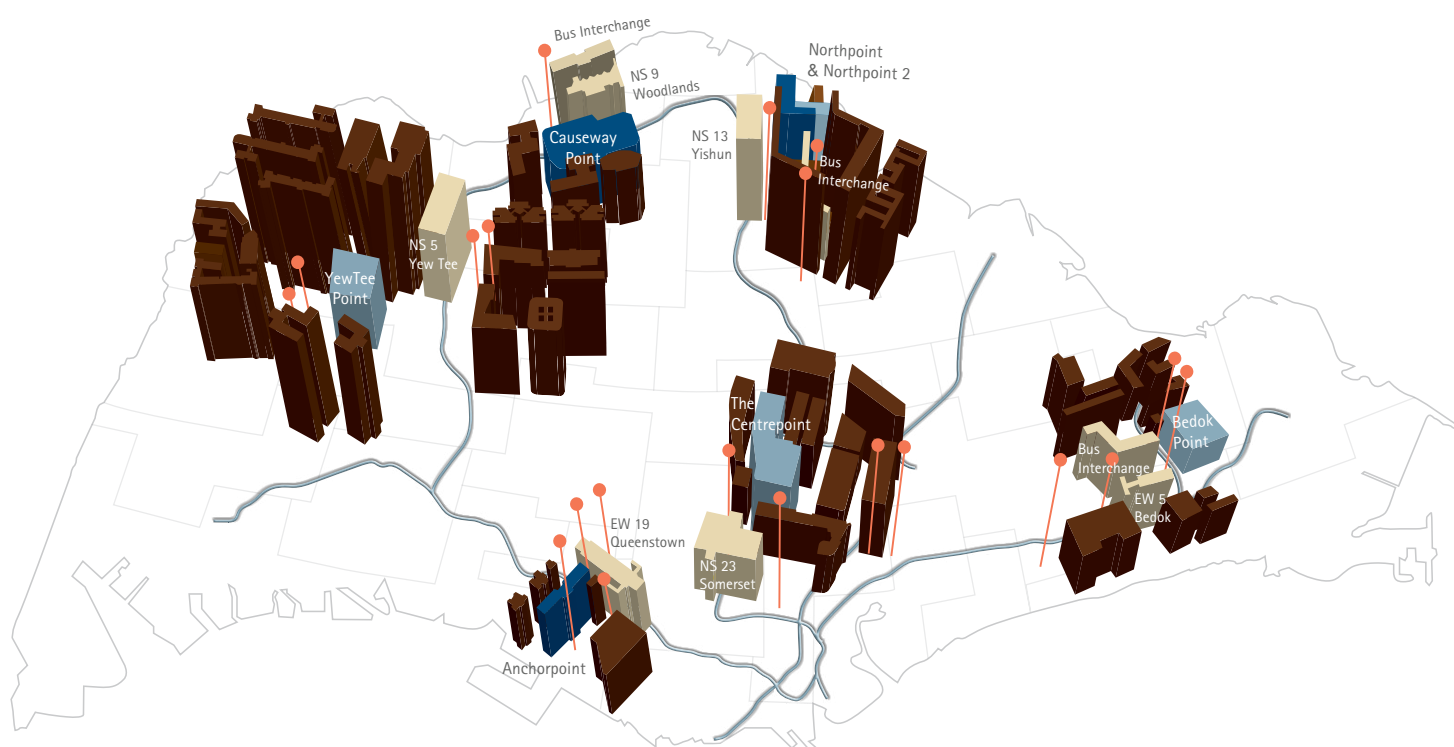 Bus Interchange
NS 9
Woodlands
Causeway
Point
Northpoint
& Northpoint 2
NS 13
Yishun
Bus
Interchange
NS 5
Yew Tee
YewTee
Point
The
Centrepoint
Bedok
Point
Bus
Interchange
EW 5
Bedok
EW 19
Queenstown
NS 23
Somerset
Anchorpoint